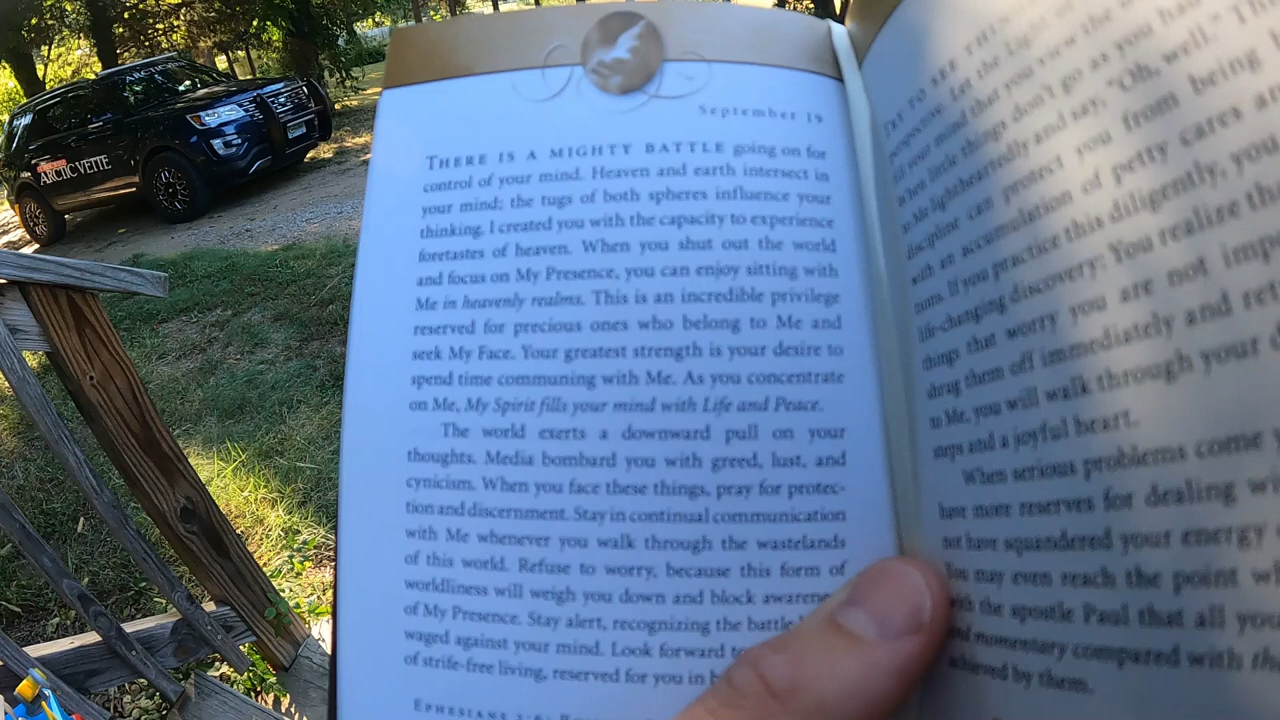 ARCTIC VETTE
September 19
THERE IS A MIGHTY BATTLE going on for
control of your mind. Heaven and earth intersect in
your mind; the tugs of both spheres influence your
thinking. I created you with the capacity to experience
foretastes of heaven. When you shut out the world
and focus on My Presence, you can enjoy sitting with
Me in heavenly realms. This is an incredible privilege
reserved for precious ones who belong to Me and
seek My Face. Your greatest strength is your desire to
spend time communing with Me. As you concentrate
on Me, My Spirit fills your mind with Life and Peace.
The world exerts a downward pull on your
thoughts. Media bombard you with greed, lust, and
cynicism. When you face these things, pray for protec-
tion and discernment. Stay in continual communication
with Me whenever you walk through the wastelands
of this world. Refuse to worry, because this form of
worldliness will weigh you down and block awarene
of My Presence. Stay alert, recognizing the battle
waged against your mind. Look forward to
of strife-free living, reserved for you in
EPHESIANS
TRY TO SEE
perspective. Let the
your mind that you view the
When little things don't go as you
to Me lightheartedly and say, "Oh, well."
discipline can protect you from being
with an accumulation of petty cares
If you practice this diligently, you
life-changing discovery: You realize
things that worry you are not
shrug them off immediately and
to Me, you will walk through your
steps and a joyful heart.
When serious problems come
have more reserves for dealing
not have squandered your energy
You may even reach the point
with the apostle Paul that all
and momentary compared with
achieved by them.